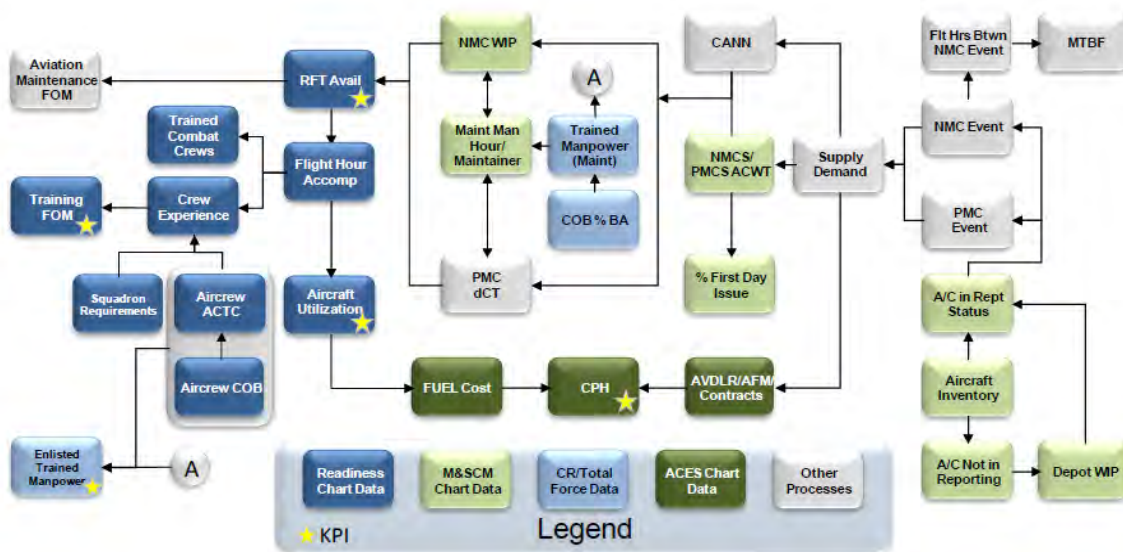 Aviation
Maintenance
FOM
RFT Avail
NMC WIP
CANN
Flt Hrs Btwn
NMC Event
MTBF
A
Trained
Combat
Crews
Flight Hour
Accomp
Maint Man
Hour/
Maintainer
Trained
Manpower
(Maint)
NMCS/
PMCS ACWT
Supply
Demand
NMC Event
Training
FOM
Crew
Experience
COB % BA
PMC
Event
Squadron
Requirements
Aircrew
ACTC
Aircraft
Utilization
PMC
dCT
% First Day
Issue
A/C in Rept
Status
Aircrew COB
FUEL Cost
CPH
AVDLR/AFM/
Contracts
Aircraft
Inventory
Enlisted
Trained
Manpower
A
A/C Not in
Reporting
Depot WIP
Readiness
Chart Data
M&SCM
Chart Data
CR/Total
Force Data
ACES Chart
Data
Other
Processes
KPI
Legend